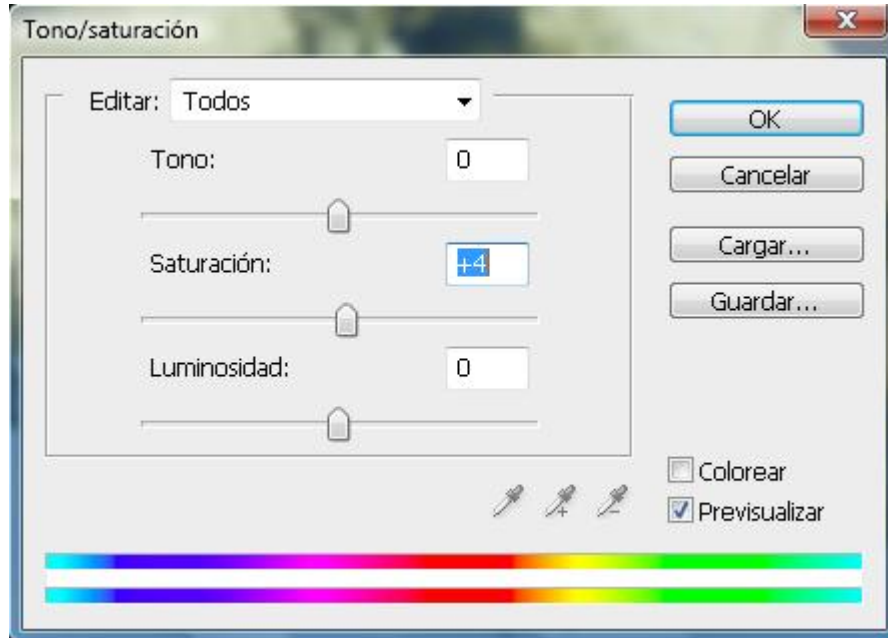 Tono/saturación
Editar: Todos
OK
Tono: 0
Cancelar
Saturación: +4
Cargar...
Guardar...
Luminosidad: 0
Colorear
Previsualizar